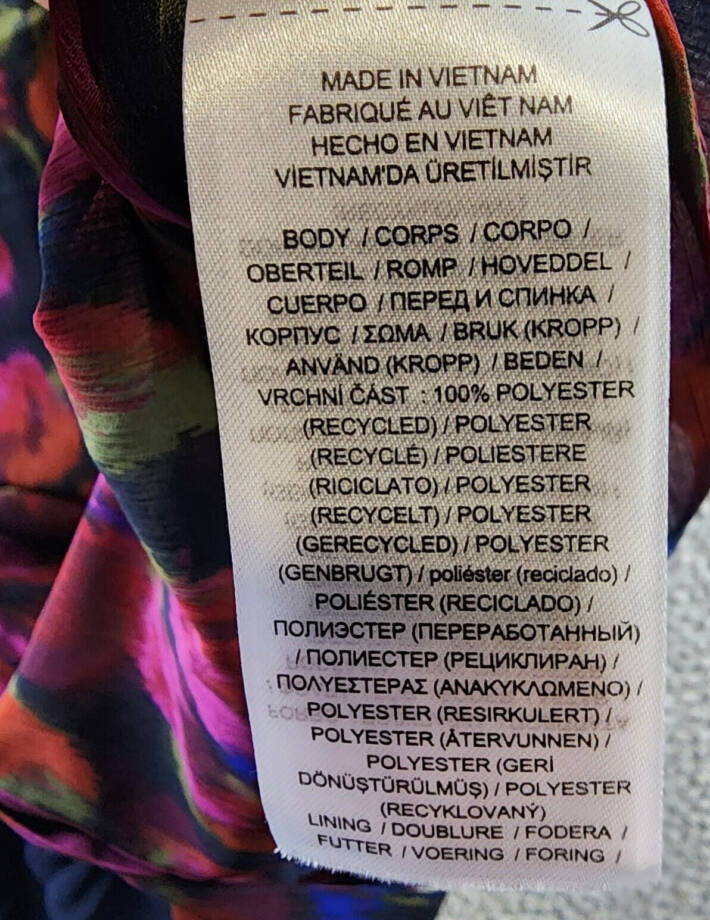 MADE IN VIETNAM
FABRIQUÉ AU VIÊT NAM
HECHO EN VIETNAM
VİETNAM'DA ÜRETİLMİŞTİR
BODY / CORPS / CORPO /
OBERTEIL / ROMP / HOVEDDEL /
CUERPO / ПЕРЕД И СПИНКА /
КОРПУС / ΣΩΜΑ / BRUK (KROPP) /
ANVÄND (KROPP) / BEDEN /
VRCHNÍ ČÁST : 100% POLYESTER
(RECYCLED) / POLYESTER
(RECYCLÉ) / POLIESTERE
(RICICLATO) / POLYESTER
(RECYCELT) / POLYESTER
(GERECYCLED) / POLYESTER
(GENBRUGT) / poliéster (reciclado) /
POLIÉSTER (RECICLADO) /
ПОЛИЭСТЕР (ПЕРЕРАБОТАННЫЙ)
/ ПОЛИЕСТЕР (РЕЦИКЛИРАН) /
ΠΟΛΥΕΣΤΕΡΑΣ (ΑΝΑΚΥΚΛΩΜΕΝΟ) /
POLYESTER (RESIRKULERT) /
POLYESTER (ÅTERVUNNEN) /
POLYESTER (GERİ
DÖNÜŞTÜRÜLMÜŞ) / POLYESTER
(RECYKLOVANÝ)
LINING / DOUBLURE / FODERA /
FUTTER / VOERING / FORING /